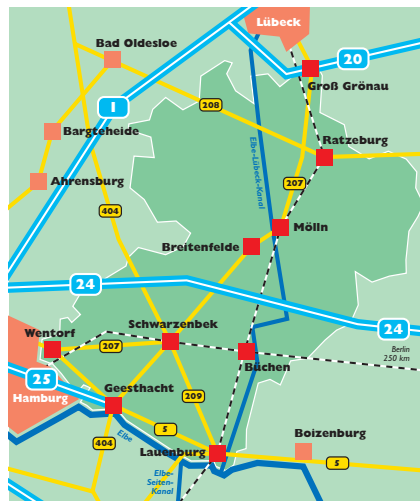 Lübeck
Bad Oldesloe
20
Groß Grönau
1
208
Bargteheide
Elbe-Lübeck-Kanal
Ratzeburg
Ahrensburg
207
404
Mölln
Breitenfelde
24
Schwarzenbek
24
Wentorf
207
Berlin
250 km
Büchen
25
Geesthacht
Hamburg
209
404
Elbe
5
Lauenburg
Boizenburg
5
Elbe-
Seiten-
Kanal